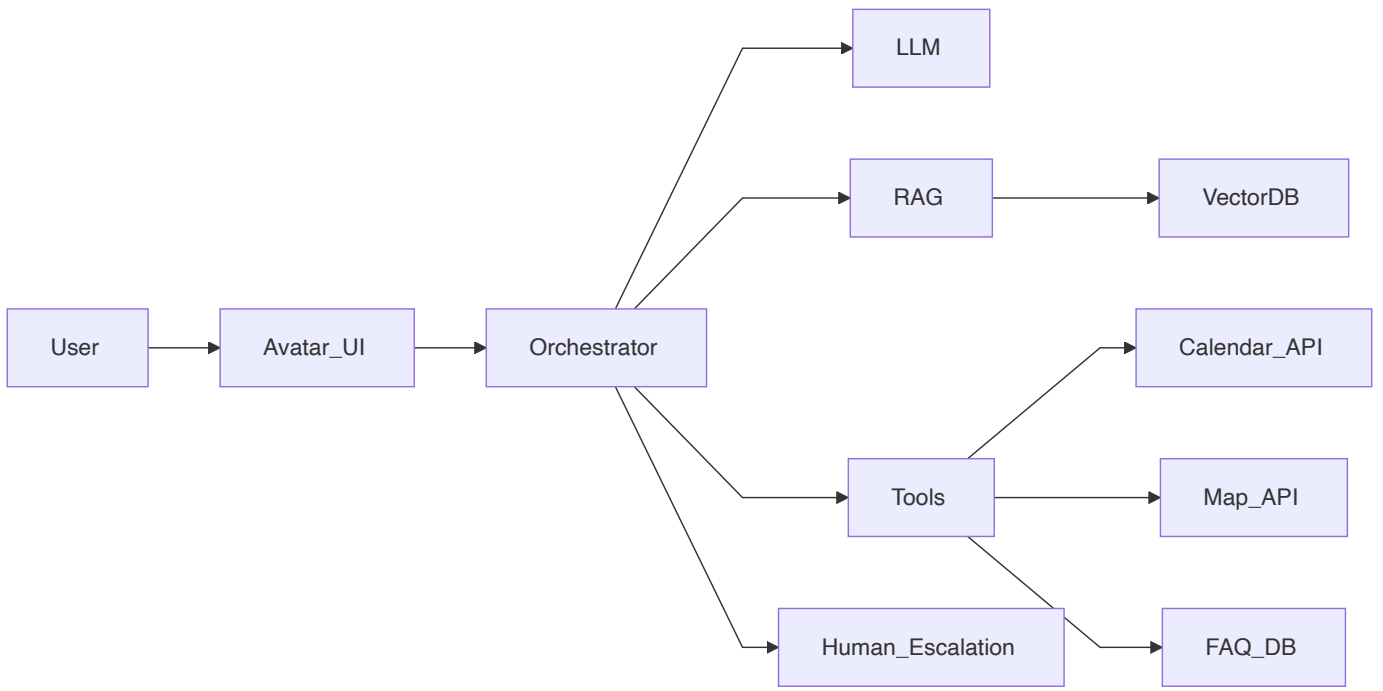 LLM
RAG
VectorDB
User
Avatar_UI
Orchestrator
Calendar_API
Tools
Map_API
Human_Escalation
FAQ_DB